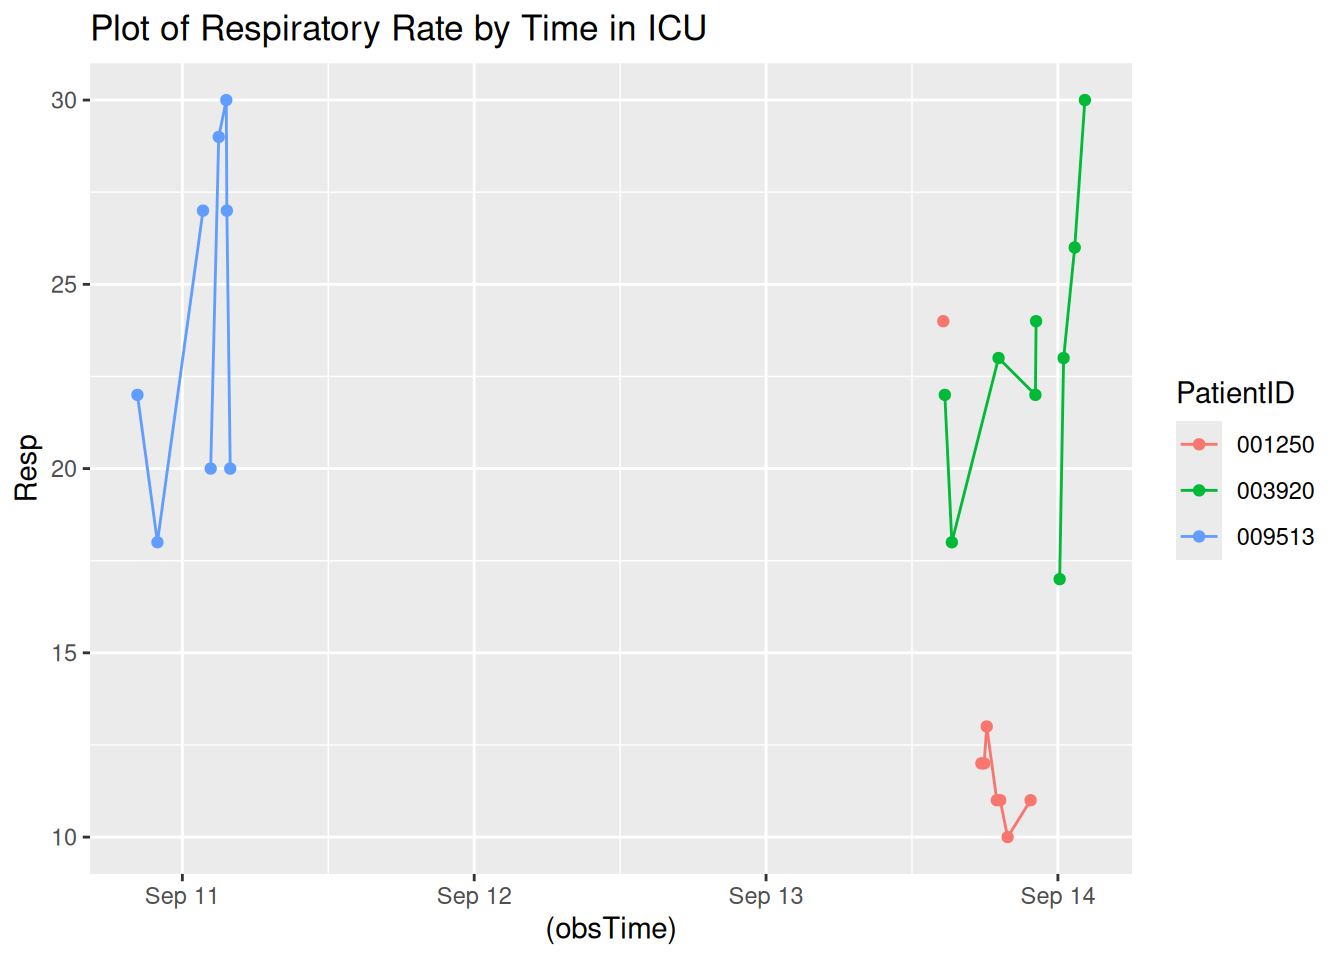 Plot of Respiratory Rate by Time in ICU
30
25
20
15
10
Resp
Sep 11 Sep 12 Sep 13 Sep 14
(obsTime)
PatientID
001250
003920
009513